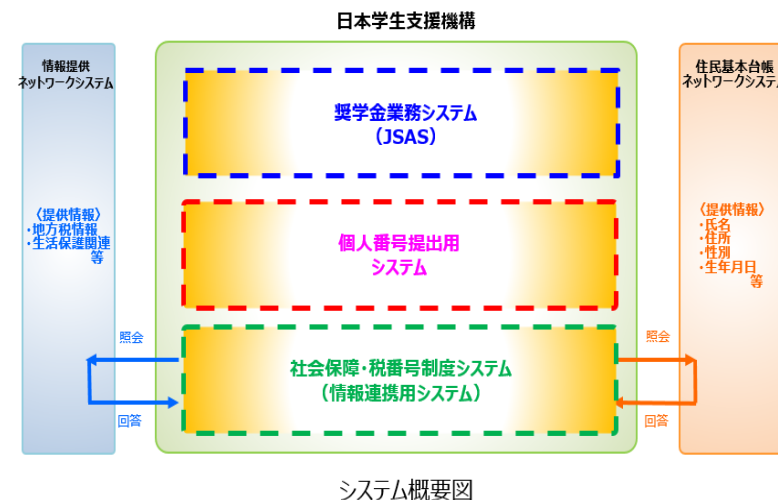 日本学生支援機構
情報提供
ネットワークシステム
〈提供情報〉
・地方税情報
・生活保護関連
等
奨学金業務システム
（JSAS）
個人番号提出用
システム
社会保障・税番号制度システム
（情報連携用システム）
照会
回答
照会
回答
住民基本台帳
ネットワークシステム
〈提供情報〉
・氏名
・住所
・性別
・生年月日
等
システム概要図